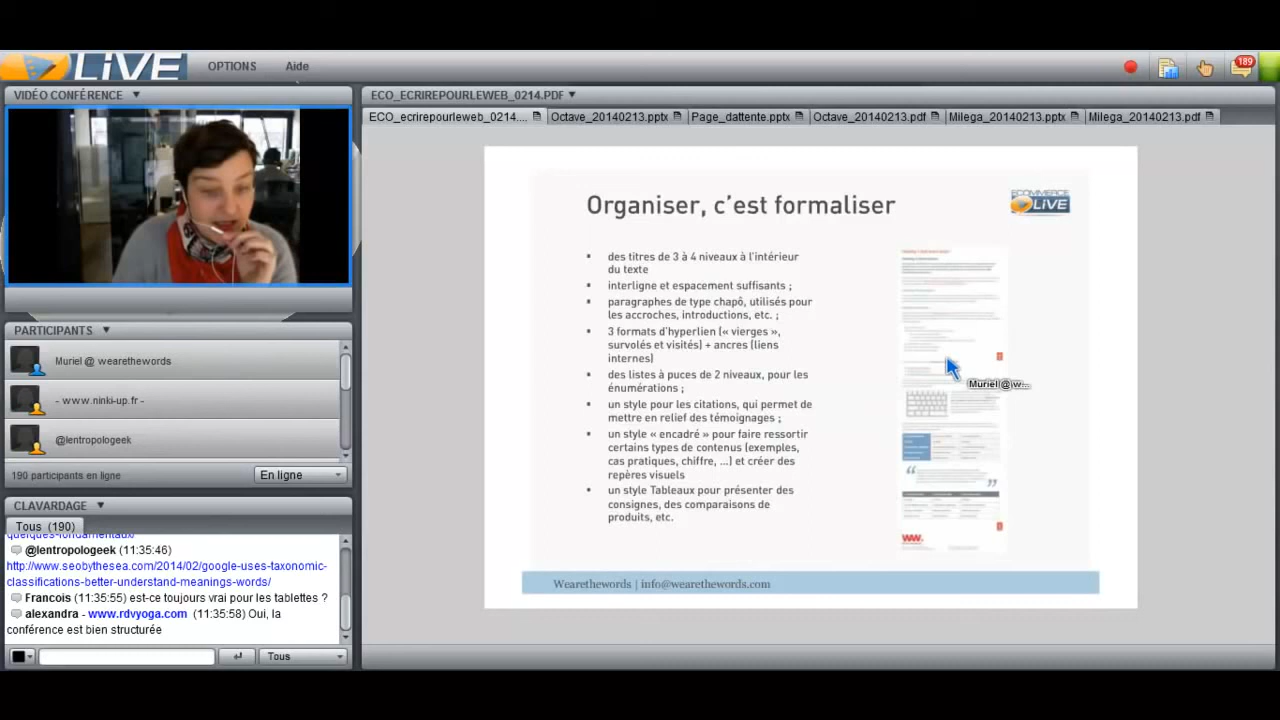 LIVE
OPTIONS
Aide
189
VIDÉO CONFÉRENCE
ECO_ECRIREPOURLEWEB_0214.PDF
ECO_ecrirepourleweb_0214....
Octave_20140213.pptx
Page_dattente.pptx
Octave_20140213.pdf
Milega_20140213.pptx
Milega_20140213.pdf
Organiser, c’est formaliser
ECOMMERCE
LIVE
▪ des titres de 3 à 4 niveaux à l’intérieur
du texte
▪ interligne et espacement suffisants ;
▪ paragraphes de type chapô, utilisés pour
les accroches, introductions, etc. ;
▪ 3 formats d’hyperlien (« vierges »,
survolés et visités) + ancres (liens
internes)
▪ des listes à puces de 2 niveaux, pour les
énumérations ;
▪ un style pour les citations, qui permet de
mettre en relief des témoignages ;
▪ un style « encadré » pour faire ressortir
certains types de contenus (exemples,
cas pratiques, chiffre, ...) et créer des
repères visuels
▪ un style Tableaux pour présenter des
consignes, des comparaisons de
produits, etc.
Muriel@w...
Wearethewords | info@wearethewords.com
PARTICIPANTS
Muriel @ wearethewords
- www.ninki-up.fr -
@lentropologeek
190 participants en ligne
En ligne
CLAVARDAGE
Tous (190)
quelques-fondamentaux/
@lentropologeek (11:35:46)
http://www.seobythesea.com/2014/02/google-uses-taxonomic-
classifications-better-understand-meanings-words/
Francois (11:35:55) est-ce toujours vrai pour les tablettes ?
alexandra - www.rdvyoga.com (11:35:58) Oui, la
conférence est bien structurée
Tous